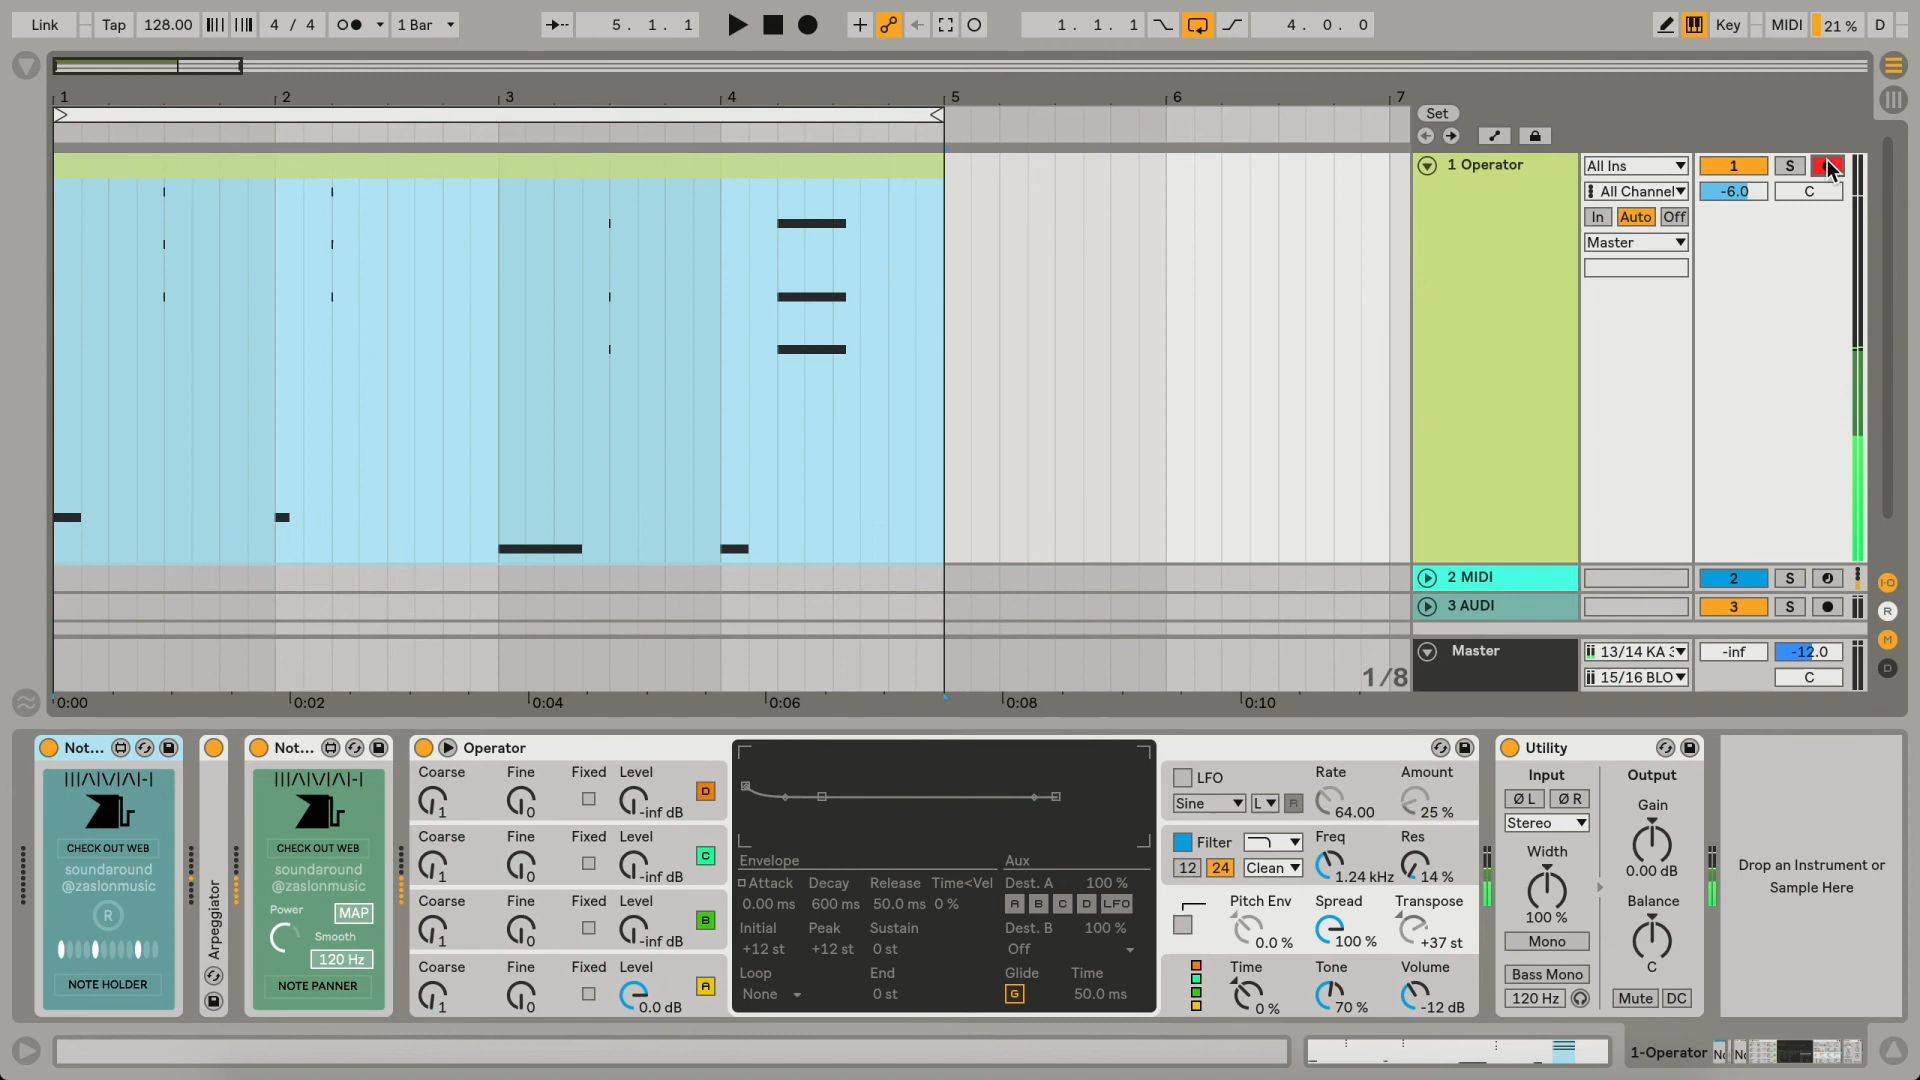 Link
Tap
128.00
4 / 4
1 Bar
5. 1. 1
1. 1. 1
4. 0. 0
Key
MIDI
21 %
D
1
2
3
4
5
6
7
Set
1 Operator
All Ins
1
S
All Channel
-6.0
C
In
Auto
Off
Master
2 MIDI
2
S
3 AUDI
3
S
Master
13/14 KA
-inf
-12.0
15/16 BLO
C
1/8
0:00
0:02
0:04
0:06
0:08
0:10
I-O
R
M
D
Not...
CHECK OUT WEB
soundaround
@zaslonmusic
R
NOTE HOLDER
Arpeggiator
Not...
CHECK OUT WEB
soundaround
@zaslonmusic
Power
MAP
Smooth
120 Hz
NOTE PANNER
Operator
Coarse Fine Fixed Level
1 0 -inf dB D
Coarse Fine Fixed Level
1 0 -inf dB C
Coarse Fine Fixed Level
1 0 -inf dB B
Coarse Fine Fixed Level
1 0 0.0 dB A
Envelope
Attack Decay Release Time<Vel
0.00 ms 600 ms 50.0 ms 0 %
Initial Peak Sustain
+12 st +12 st 0 st
Loop End
None 0 st
Aux
Dest. A 100 %
A B C D LFO
Dest. B 100 %
Off
Glide Time
G 50.0 ms
LFO Rate Amount
Sine L R 64.00 25 %
Filter Freq Res
12 24 Clean 1.24 kHz 14 %
Pitch Env Spread Transpose
0.0 % 100 % +37 st
Time Tone Volume
0 % 70 % -12 dB
Utility
Input
Ø L Ø R
Stereo
Width
100 %
Mono
Bass Mono
120 Hz
Output
Gain
0.00 dB
Balance
C
Mute DC
Drop an Instrument or
Sample Here
1-Operator